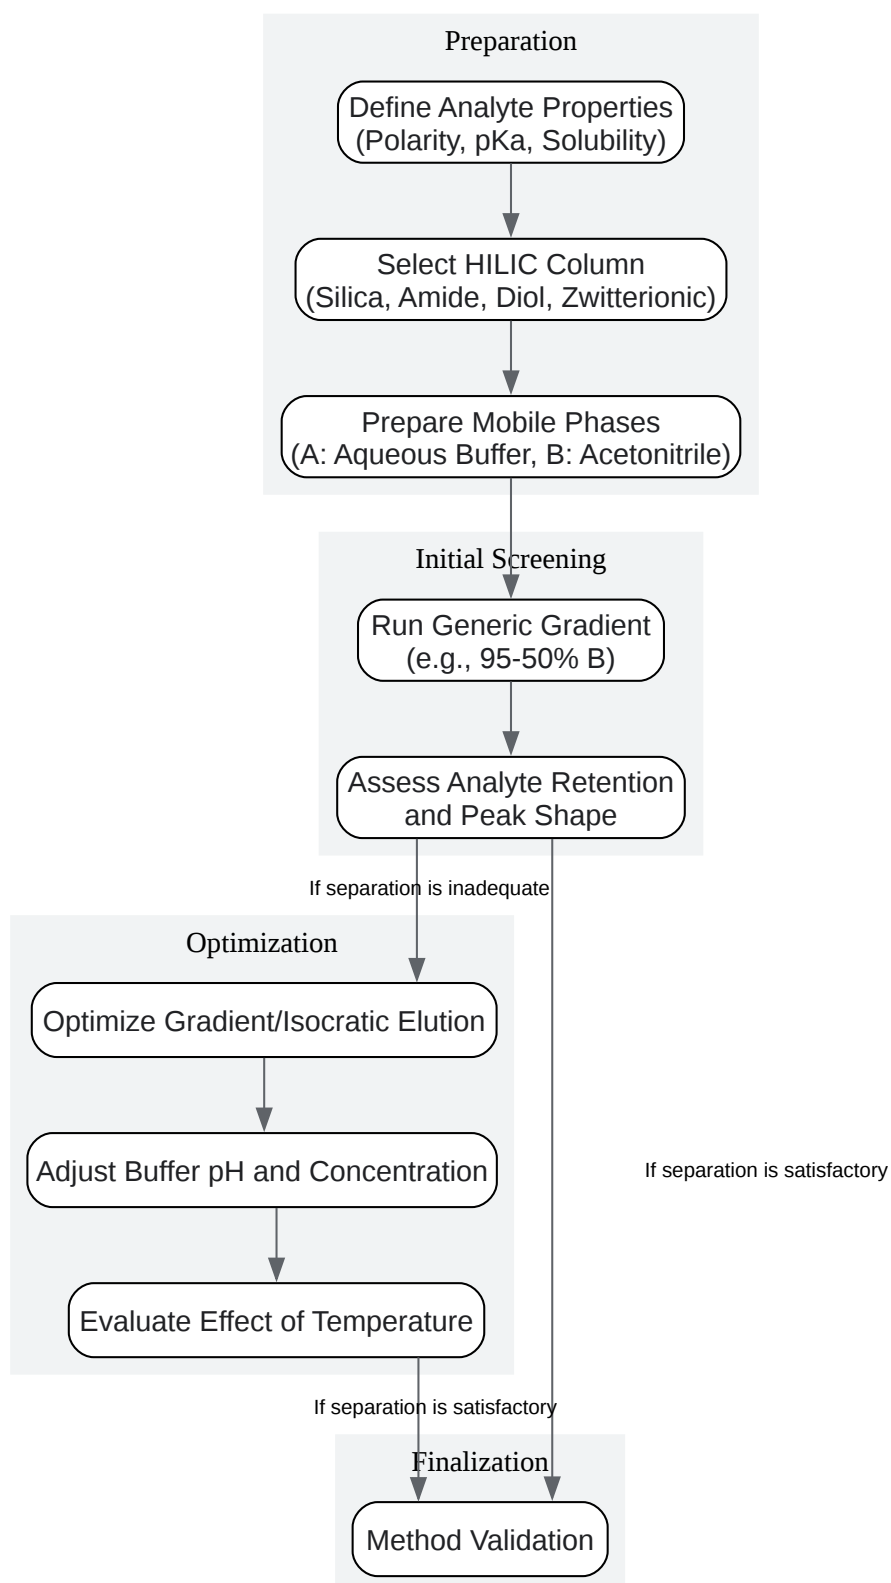 Preparation
Define Analyte Properties
(Polarity, pKa, Solubility)
Select HILIC Column
(Silica, Amide, Diol, Zwitterionic)
Prepare Mobile Phases
(A: Aqueous Buffer, B: Acetonitrile)
Initial Screening
Run Generic Gradient
(e.g., 95-50% B)
Assess Analyte Retention
and Peak Shape
If separation is inadequate
Optimization
Optimize Gradient/Isocratic Elution
Adjust Buffer pH and Concentration
If separation is satisfactory
Evaluate Effect of Temperature
If separation is satisfactory
Finalization
Method Validation